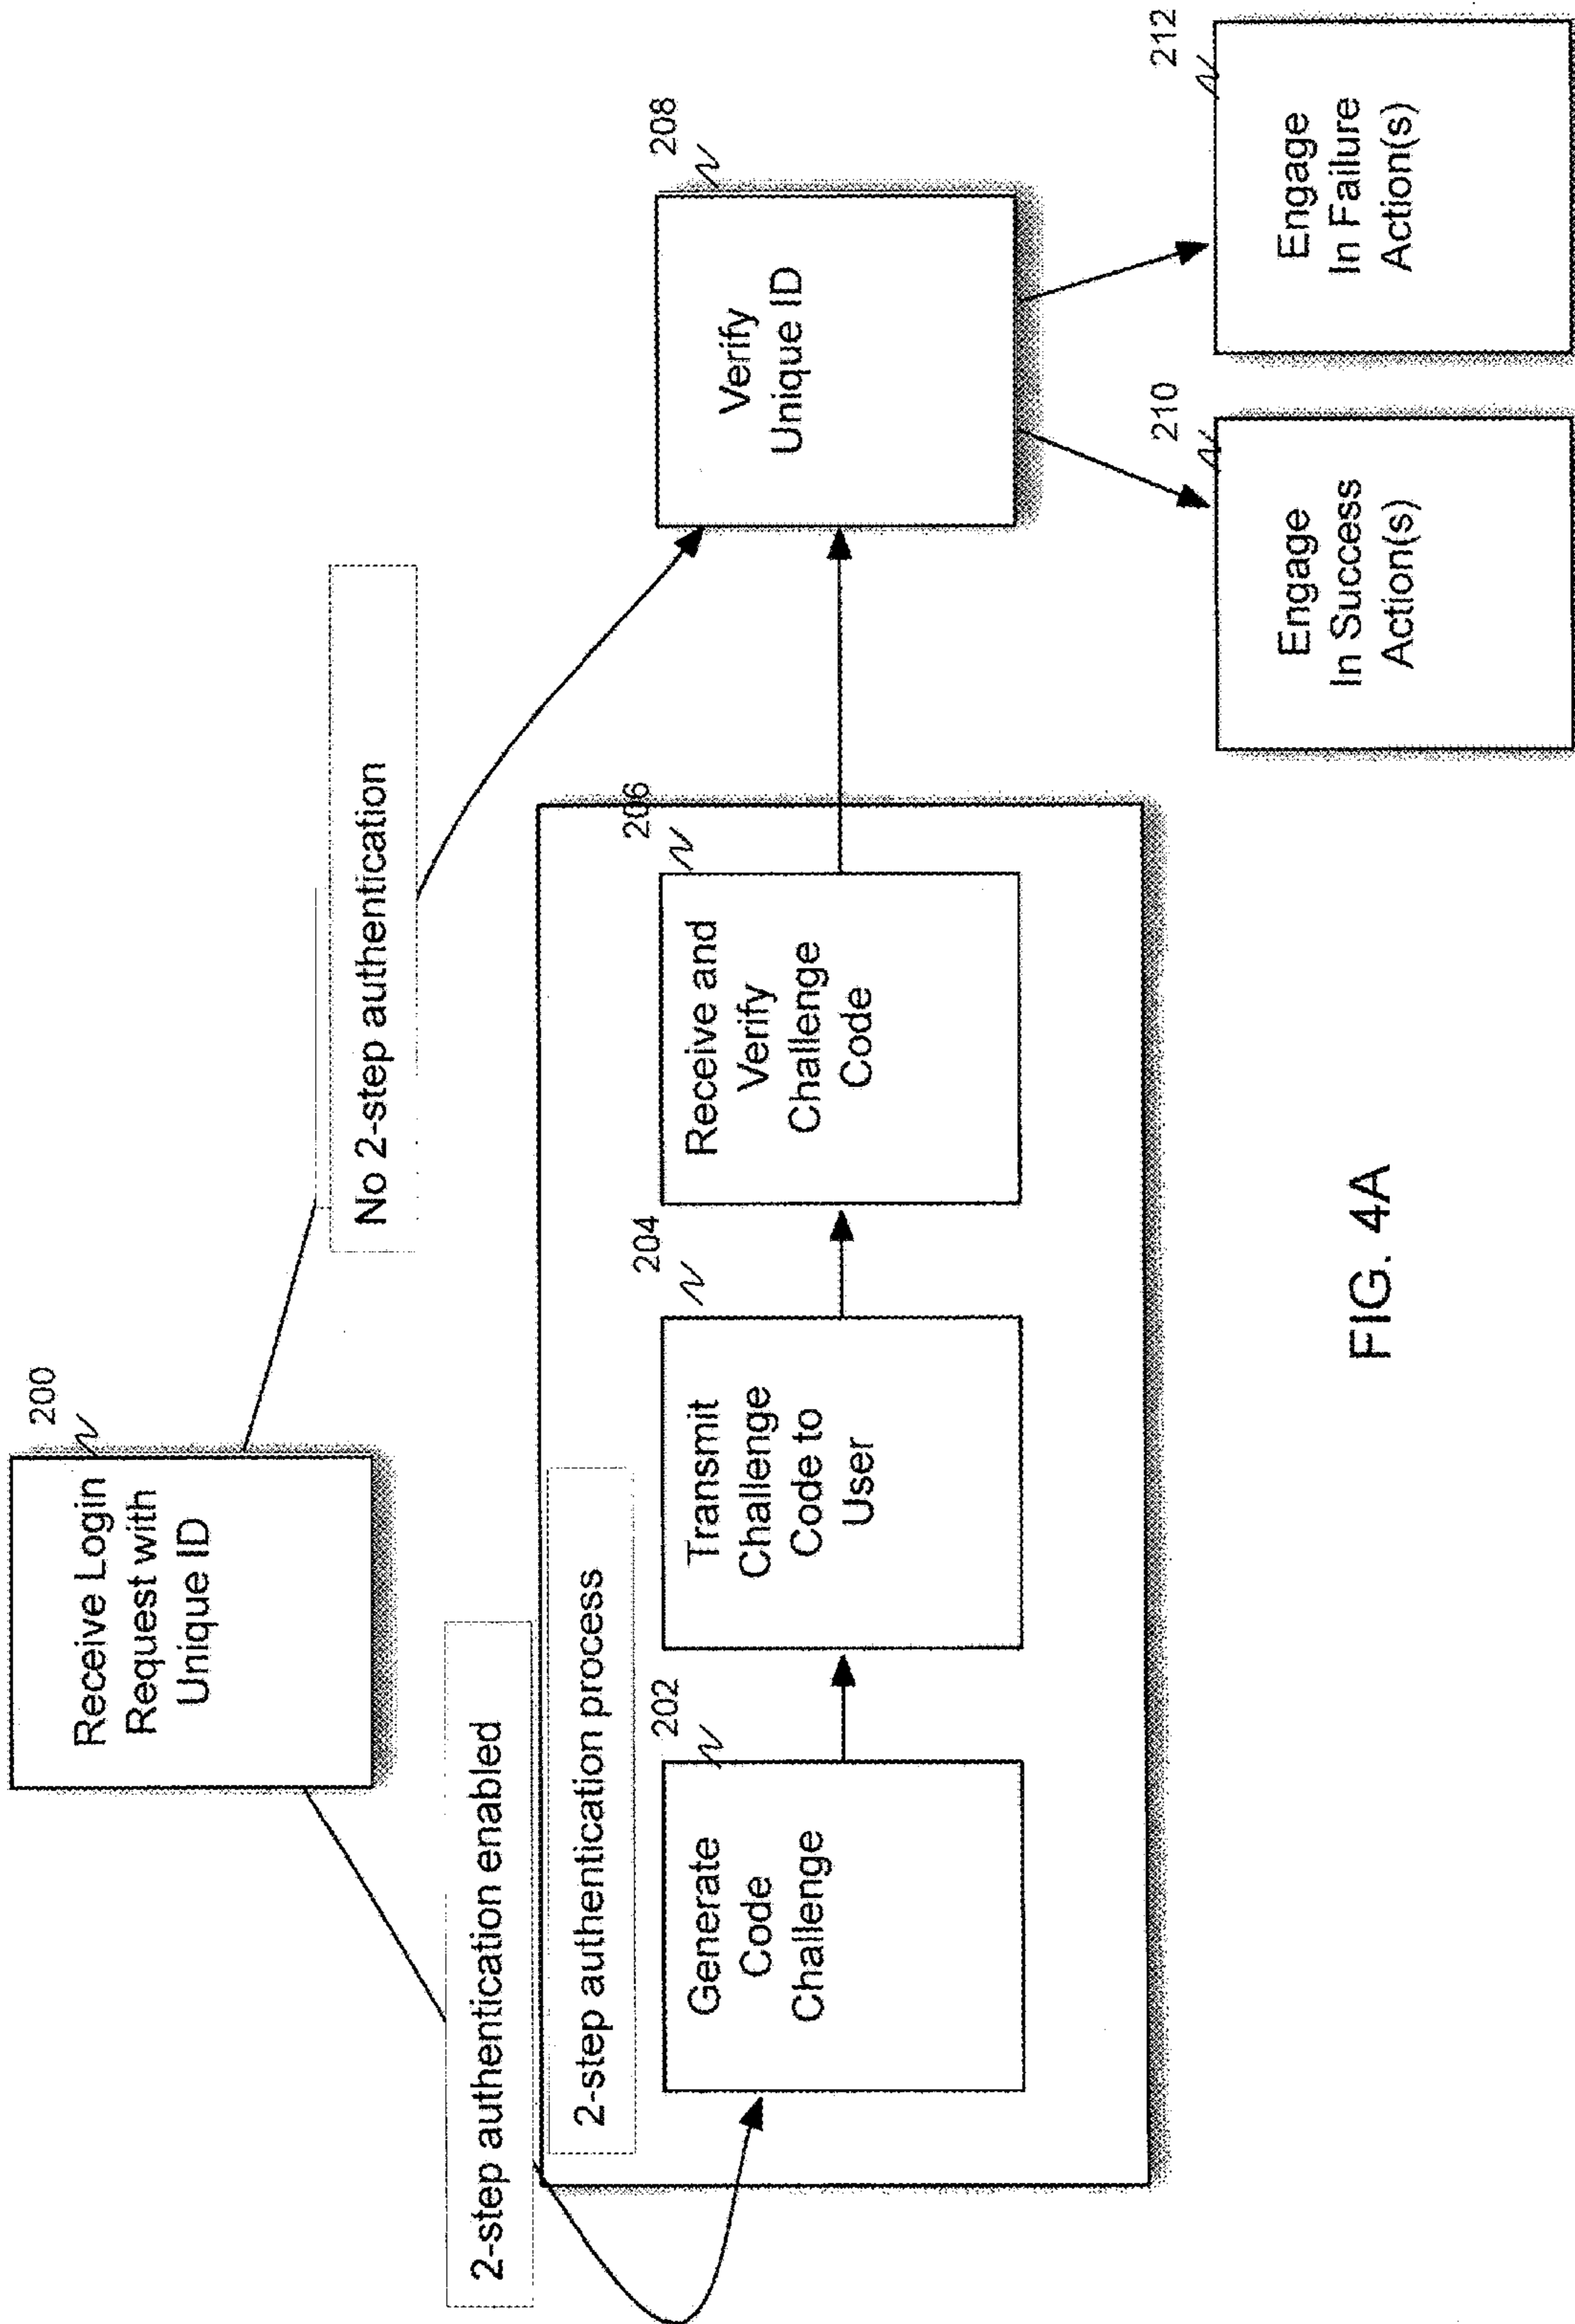 200
Receive Login
Request with
Unique ID
No 2-step authentication
2-step authentication enabled
2-step authentication process
202
Generate
Code
Challenge
204
Transmit
Challenge
Code to
User
206
Receive and
Verify
Challenge
Code
208
Verify
Unique ID
210
Engage
In Success
Action(s)
212
Engage
In Failure
Action(s)
FIG. 4A